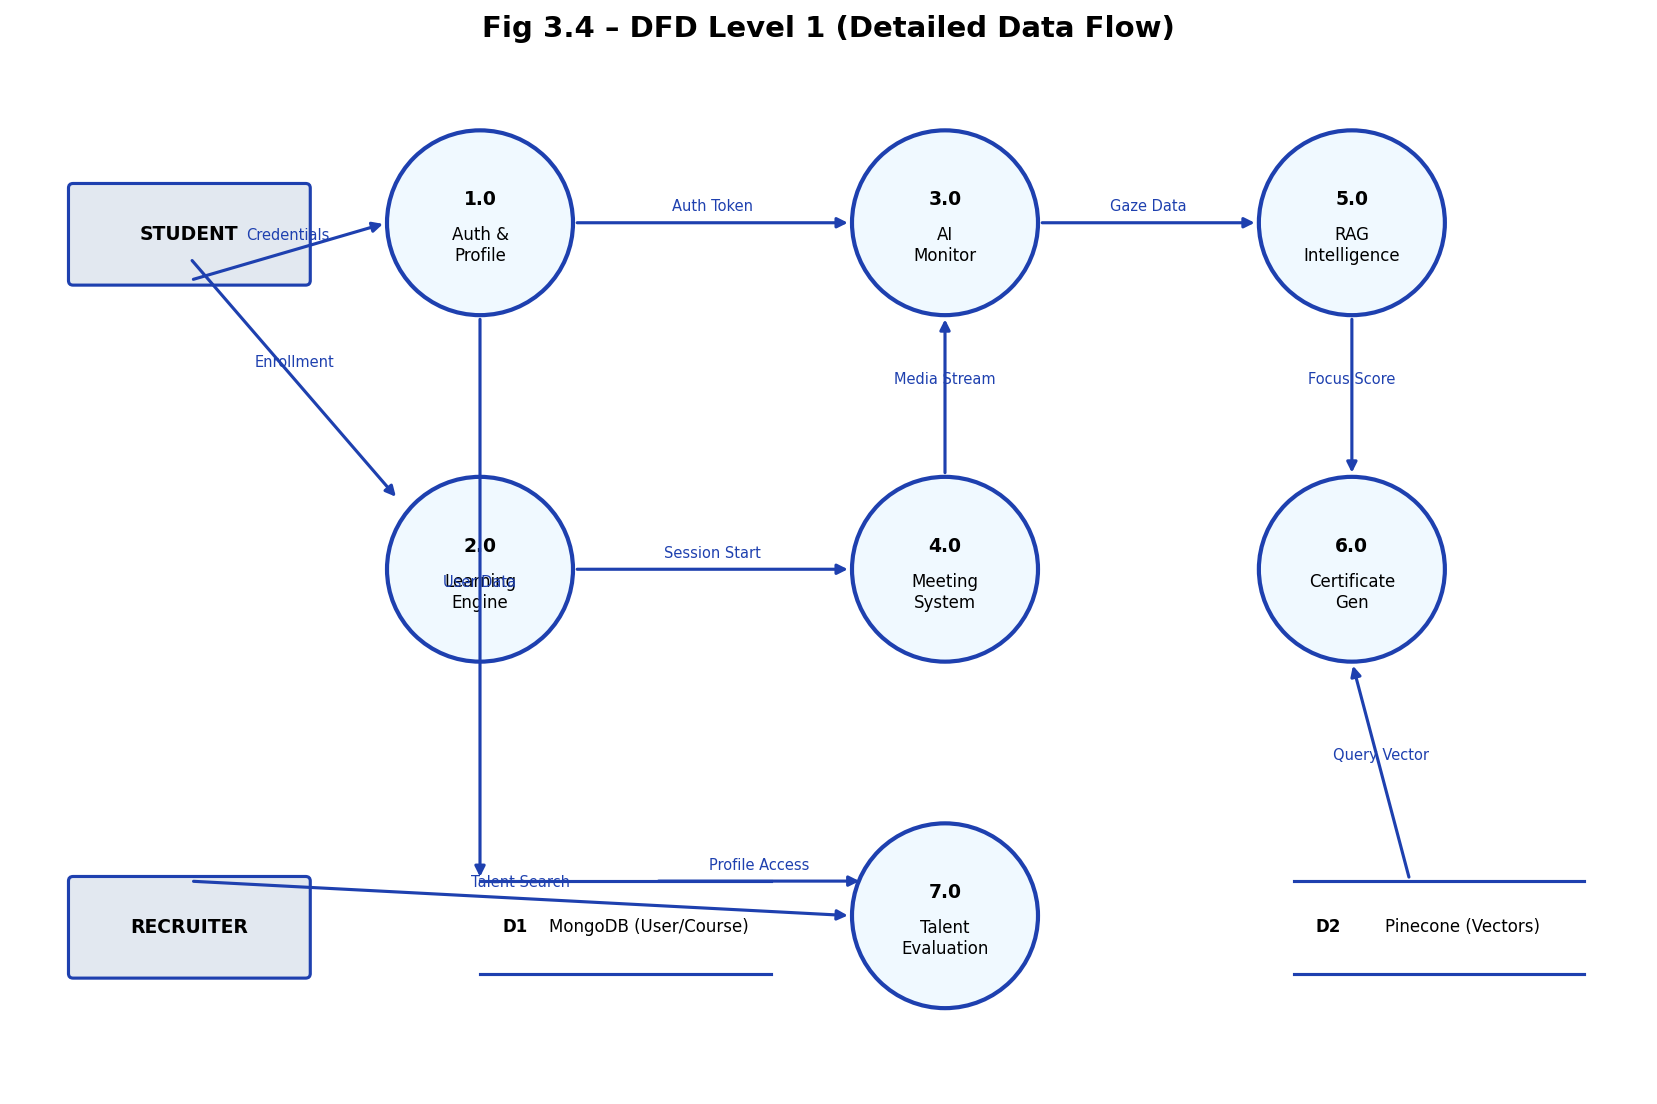 Fig 3.4 – DFD Level 1 (Detailed Data Flow)
STUDENT
Credentials
1.0
Auth &
Profile
Auth Token
3.0
AI
Monitor
Gaze Data
5.0
RAG
Intelligence
Enrollment
Media Stream
Focus Score
2.0
Learning
Engine
User Data
Session Start
4.0
Meeting
System
6.0
Certificate
Gen
Query Vector
RECRUITER
Talent Search
Profile Access
D1 MongoDB (User/Course)
7.0
Talent
Evaluation
D2 Pinecone (Vectors)